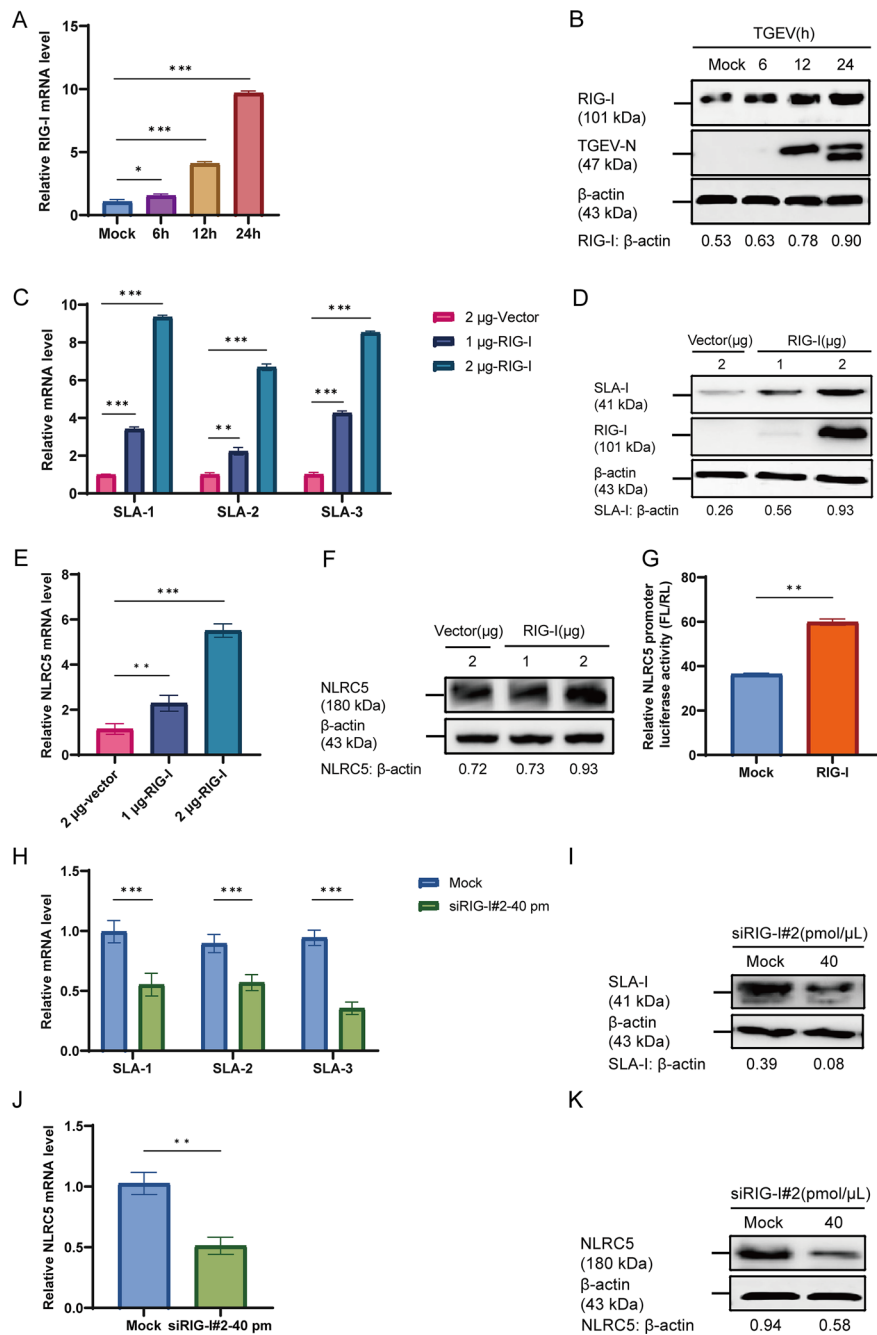 A
Relative RIG-I mRNA level
15
10
5
0
***
***
*
Mock 6h 12h 24h
B
TGEV(h)
Mock 6 12 24
RIG-I
(101 kDa)
TGEV-N
(47 kDa)
β-actin
(43 kDa)
RIG-I: β-actin 0.53 0.63 0.78 0.90
C
Relative mRNA level
10
8
6
4
2
0
*** *** ***
*** ** ***
SLA-1 SLA-2 SLA-3
2 μg-Vector
1 μg-RIG-I
2 μg-RIG-I
D
Vector(μg) RIG-I(μg)
2 1 2
SLA-I
(41 kDa)
RIG-I
(101 kDa)
β-actin
(43 kDa)
SLA-I: β-actin 0.26 0.56 0.93
E
Relative NLRC5 mRNA level
8
6
4
2
0
***
**
2 μg-vector
1 μg-RIG-I
2 μg-RIG-I
F
Vector(μg) RIG-I(μg)
2 1 2
NLRC5
(180 kDa)
β-actin
(43 kDa)
NLRC5: β-actin 0.72 0.73 0.93
G
Relative NLRC5 promoter
luciferase activity (FL/RL)
80
60
40
20
0
**
Mock RIG-I
H
Relative mRNA level
1.5
1.0
0.5
0.0
*** *** ***
SLA-1 SLA-2 SLA-3
Mock
siRIG-I#2-40 pm
I
siRIG-I#2(pmol/μL)
Mock 40
SLA-I
(41 kDa)
β-actin
(43 kDa)
SLA-I: β-actin 0.39 0.08
J
Relative NLRC5 mRNA level
1.5
1.0
0.5
0.0
**
Mock siRIG-I#2-40 pm
K
siRIG-I#2(pmol/μL)
Mock 40
NLRC5
(180 kDa)
β-actin
(43 kDa)
NLRC5: β-actin 0.94 0.58